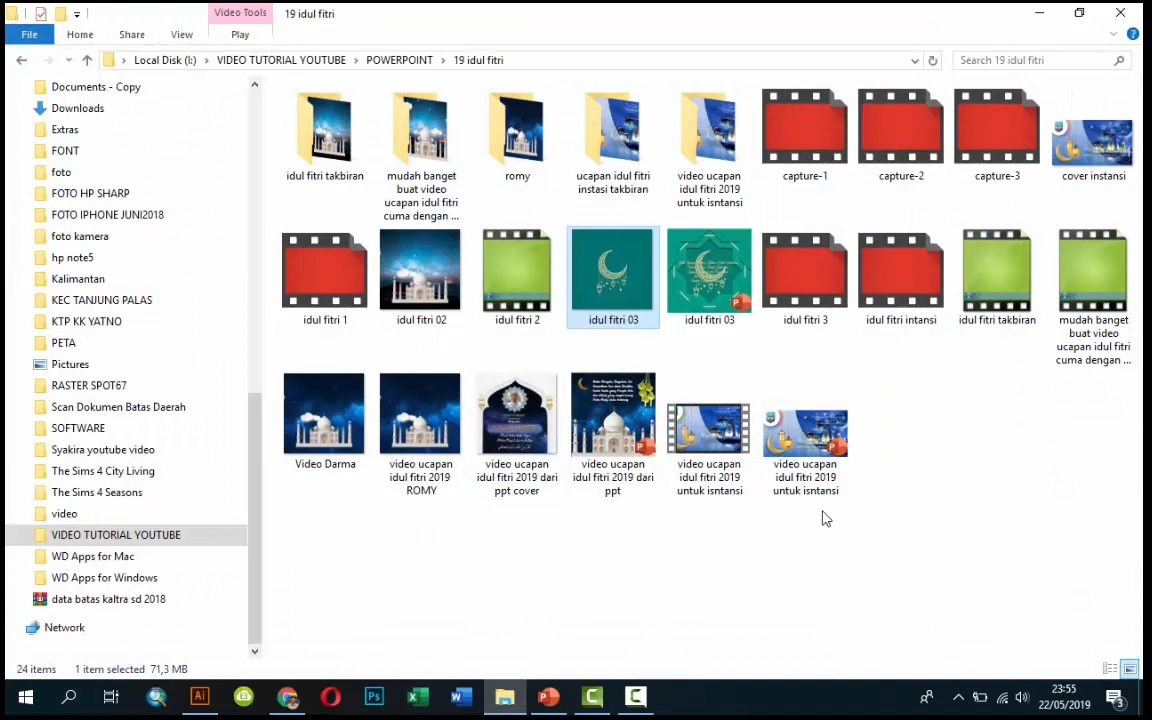 Video Tools
19 idul fitri
File
Home
Share
View
Play
Local Disk (I:)
VIDEO TUTORIAL YOUTUBE
POWERPOINT
19 idul fitri
Search 19 idul fitri
Documents - Copy
Downloads
Extras
FONT
foto
FOTO HP SHARP
FOTO IPHONE JUNI2018
foto kamera
hp note5
Kalimantan
KEC TANJUNG PALAS
KTP KK YATNO
PETA
Pictures
RASTER SPOT67
Scan Dokumen Batas Daerah
SOFTWARE
Syakira youtube video
The Sims 4 City Living
The Sims 4 Seasons
video
VIDEO TUTORIAL YOUTUBE
WD Apps for Mac
WD Apps for Windows
data batas kaltra sd 2018
Network
idul fitri takbiran
mudah banget
buat video
ucapan idul fitri
cuma dengan ...
romy
ucapan idul fitri
instasi takbiran
video ucapan
idul fitri 2019
untuk isntansi
capture-1
capture-2
capture-3
cover instansi
idul fitri 1
idul fitri 02
idul fitri 2
idul fitri 03
idul fitri 03
idul fitri 3
idul fitri intansi
idul fitri takbiran
mudah banget
buat video
ucapan idul fitri
cuma dengan ...
Video Darma
video ucapan
idul fitri 2019
ROMY
video ucapan
idul fitri 2019 dari
ppt cover
video ucapan
idul fitri 2019 dari
ppt
video ucapan
idul fitri 2019
untuk isntansi
video ucapan
idul fitri 2019
untuk isntansi
24 items
1 item selected 71,3 MB
Ai
Ps
23:55
22/05/2019
3